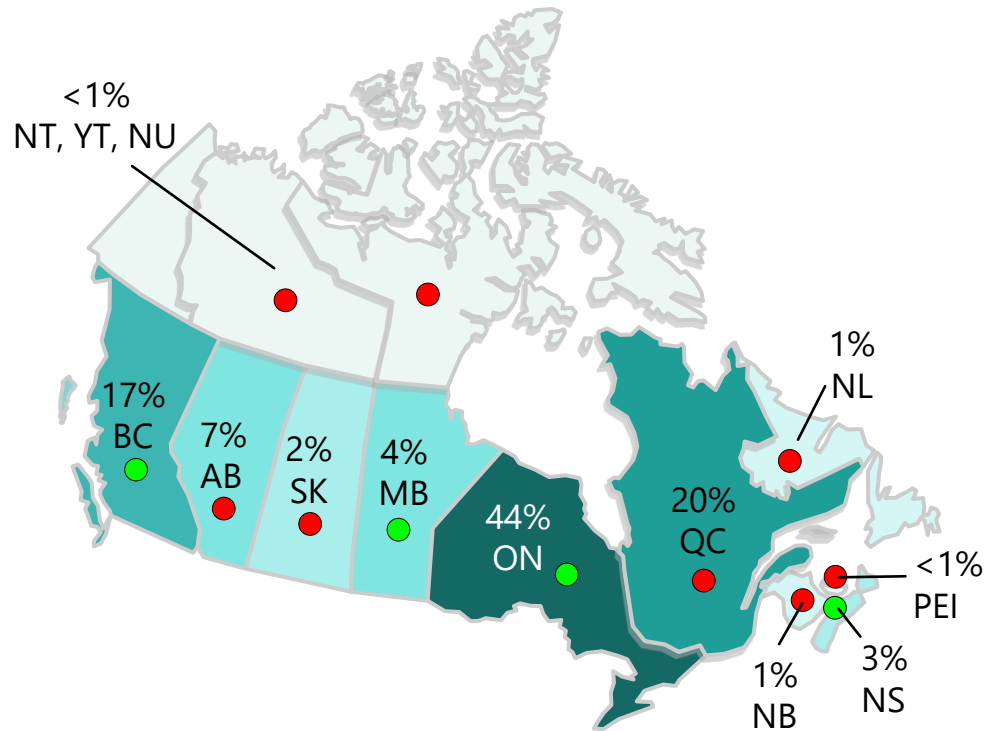 <1%
NT, YT, NU
1%
NL
17%
BC
7%
AB
2%
SK
4%
MB
44%
ON
20%
QC
<1%
PEI
3%
NS
1%
NB